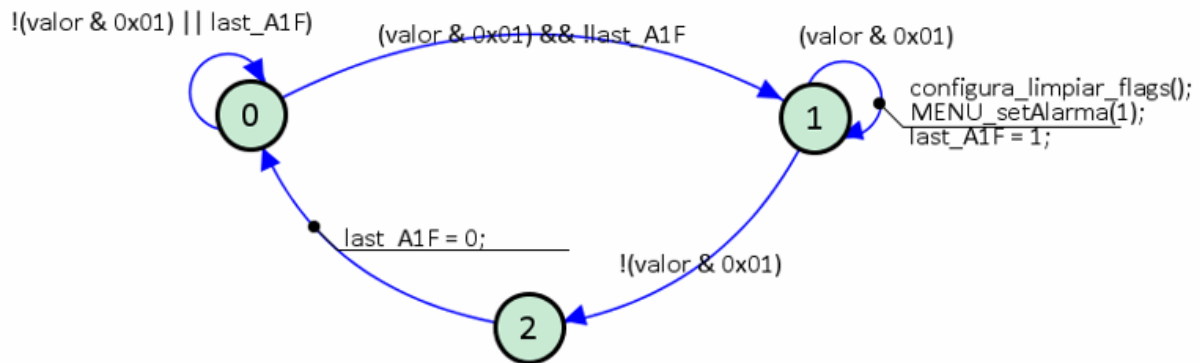 !(valor & 0x01) || last_A1F)
(valor & 0x01) && !last_A1F
(valor & 0x01)
0
1
configura_limpiar_flags();
MENU_setAlarma(1);
last_A1F = 1;
last_A1F = 0;
!(valor & 0x01)
2